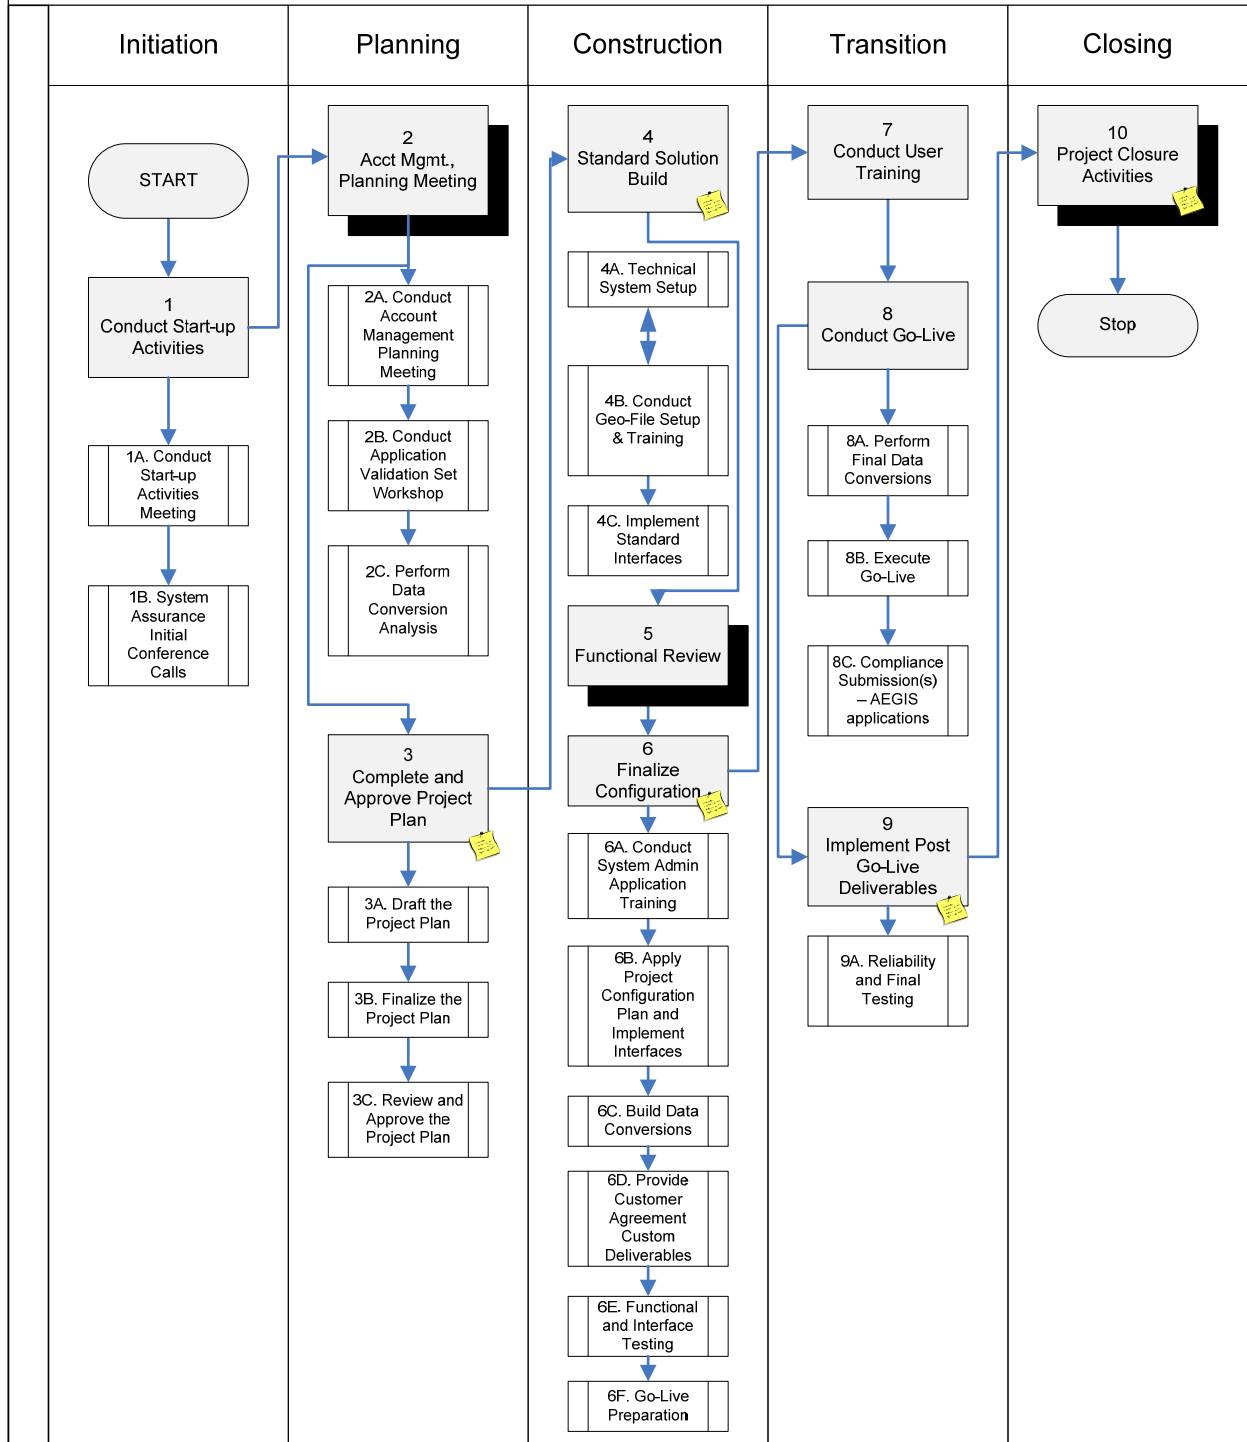 Initiation
Planning
Construction
Transition
Closing
START
1
Conduct Start-up
Activities
1A. Conduct
Start-up
Activities
Meeting
1B. System
Assurance
Initial
Conference
Calls
2
Acct Mgmt.,
Planning Meeting
2A. Conduct
Account
Management
Planning
Meeting
2B. Conduct
Application
Validation Set
Workshop
2C. Perform
Data
Conversion
Analysis
3
Complete and
Approve Project
Plan
3A. Draft the
Project Plan
3B. Finalize the
Project Plan
3C. Review and
Approve the
Project Plan
4
Standard Solution
Build
4A. Technical
System Setup
4B. Conduct
Geo-File Setup
& Training
4C. Implement
Standard
Interfaces
5
Functional Review
6
Finalize
Configuration
6A. Conduct
System Admin
Application
Training
6B. Apply
Project
Configuration
Plan and
Implement
Interfaces
6C. Build Data
Conversions
6D. Provide
Customer
Agreement
Custom
Deliverables
6E. Functional
and Interface
Testing
6F. Go-Live
Preparation
7
Conduct User
Training
8
Conduct Go-Live
8A. Perform
Final Data
Conversions
8B. Execute
Go-Live
8C. Compliance
Submission(s)
– AEGIS
applications
9
Implement Post
Go-Live
Deliverables
9A. Reliability
and Final
Testing
10
Project Closure
Activities
Stop